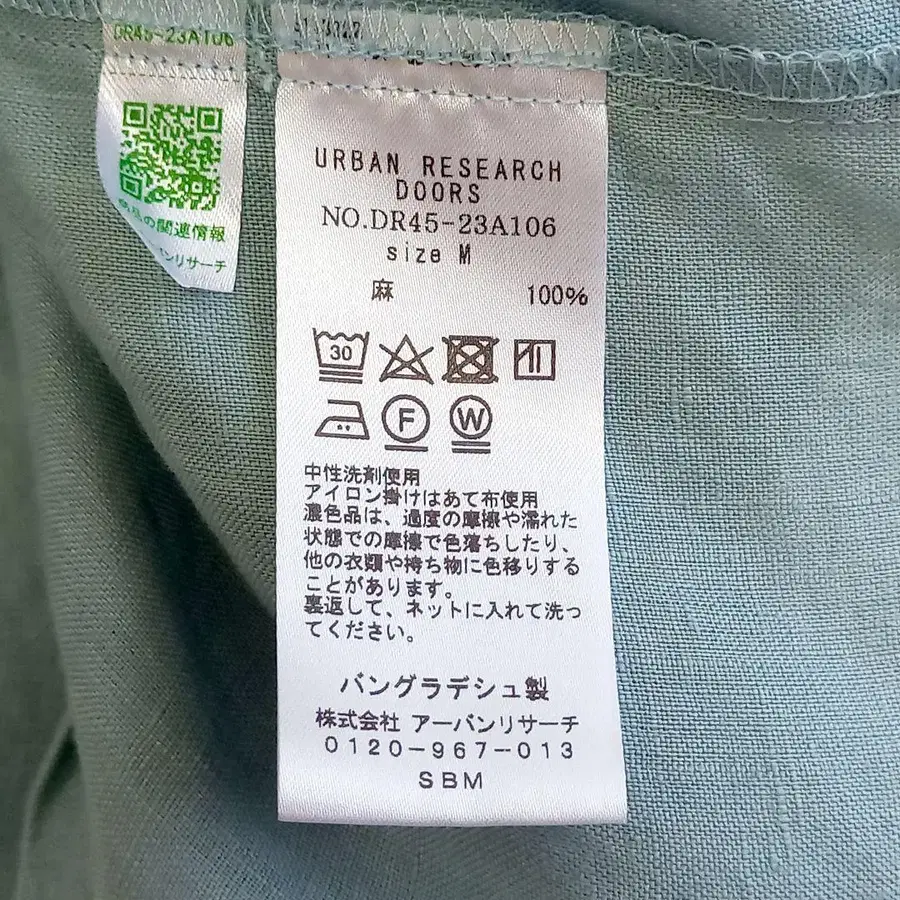 DR45-23A106
の関連情報
ンリサーチ
URBAN RESEARCH
DOORS
NO.DR45-23A106
size M
麻 100%
30
F W
中性洗剤使用
アイロン掛けはあて布使用
濃色品は、過度の摩擦や濡れた
状態での摩擦で色落ちしたり、
他の衣類や持ち物に色移りする
ことがあります。
裏返して、ネットに入れて洗っ
てください。
バングラデシュ製
株式会社 アーバンリサーチ
0120-967-013
SBM